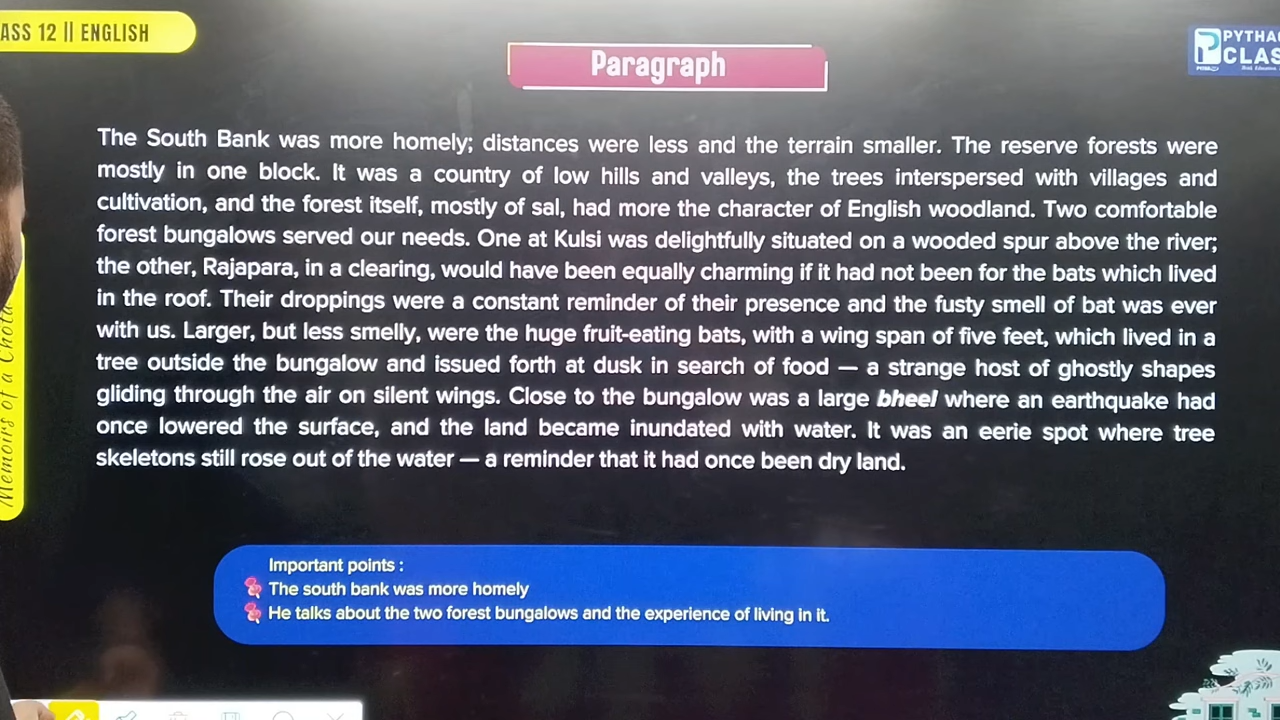 ASS 12 || ENGLISH
Paragraph
PYTHA
CLAS
The South Bank was more homely; distances were less and the terrain smaller. The reserve forests were
mostly in one block. It was a country of low hills and valleys, the trees interspersed with villages and
cultivation, and the forest itself, mostly of sal, had more the character of English woodland. Two comfortable
forest bungalows served our needs. One at Kulsi was delightfully situated on a wooded spur above the river;
the other, Rajapara, in a clearing, would have been equally charming if it had not been for the bats which lived
in the roof. Their droppings were a constant reminder of their presence and the fusty smell of bat was ever
with us. Larger, but less smelly, were the huge fruit-eating bats, with a wing span of five feet, which lived in a
tree outside the bungalow and issued forth at dusk in search of food — a strange host of ghostly shapes
gliding through the air on silent wings. Close to the bungalow was a large bheel where an earthquake had
once lowered the surface, and the land became inundated with water. It was an eerie spot where tree
skeletons still rose out of the water — a reminder that it had once been dry land.
Memoirs of a Chota
Important points :
The south bank was more homely
He talks about the two forest bungalows and the experience of living in it.